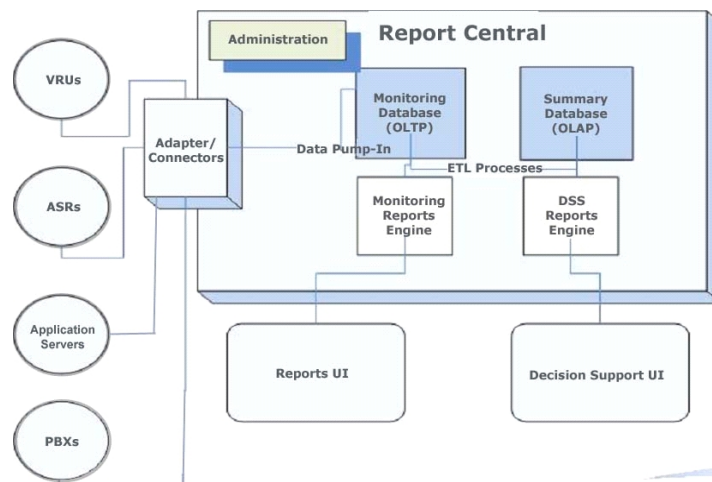 Report Central
Administration
VRUs
Adapter/
Connectors
Data Pump-In
Monitoring
Database
(OLTP)
Summary
Database
(OLAP)
ETL Processes
ASRs
Monitoring
Reports
Engine
DSS
Reports
Engine
Application
Servers
Reports UI
Decision Support UI
PBXs